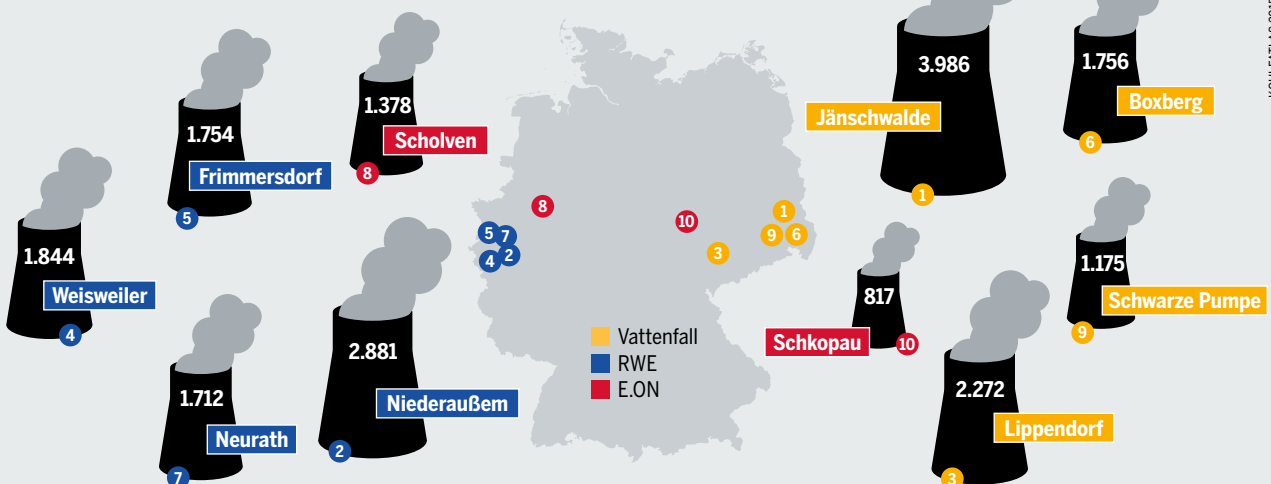 3.986
Jänschwalde
1
1.756
Boxberg
6
1.378
Scholven
8
1.754
Frimmersdorf
5
1.844
Weisweiler
4
1.712
Neurath
7
2.881
Niederaußem
2
8
5
7
4
2
10
1
9
6
3
Vattenfall
RWE
E.ON
817
Schkopau
10
1.175
Schwarze Pumpe
9
2.272
Lippendorf
3